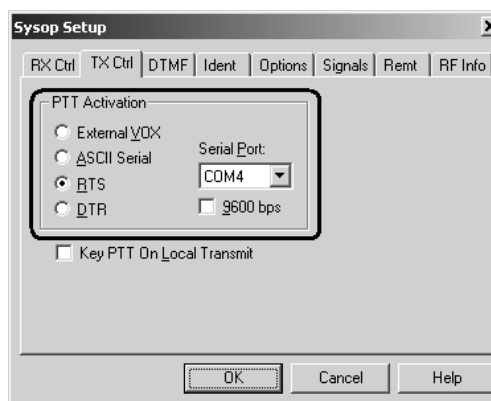 Sysop Setup
RX Ctrl TX Ctrl DTMF Ident Options Signals Remt RF Info
PTT Activation
External VOX
ASCII Serial
RTS
DTR
Serial Port:
COM4
9600 bps
Key PTT On Local Transmit
OK Cancel Help